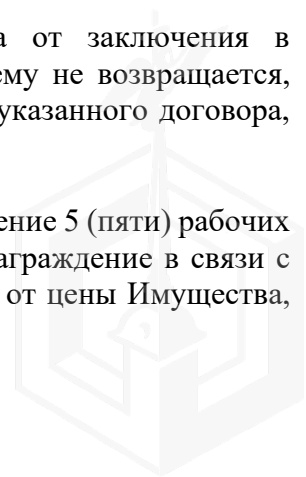 а от заключения в
ему не возвращается,
указанного договора,
ение 5 (пяти) рабочих
аграждение в связи с
от цены Имущества,